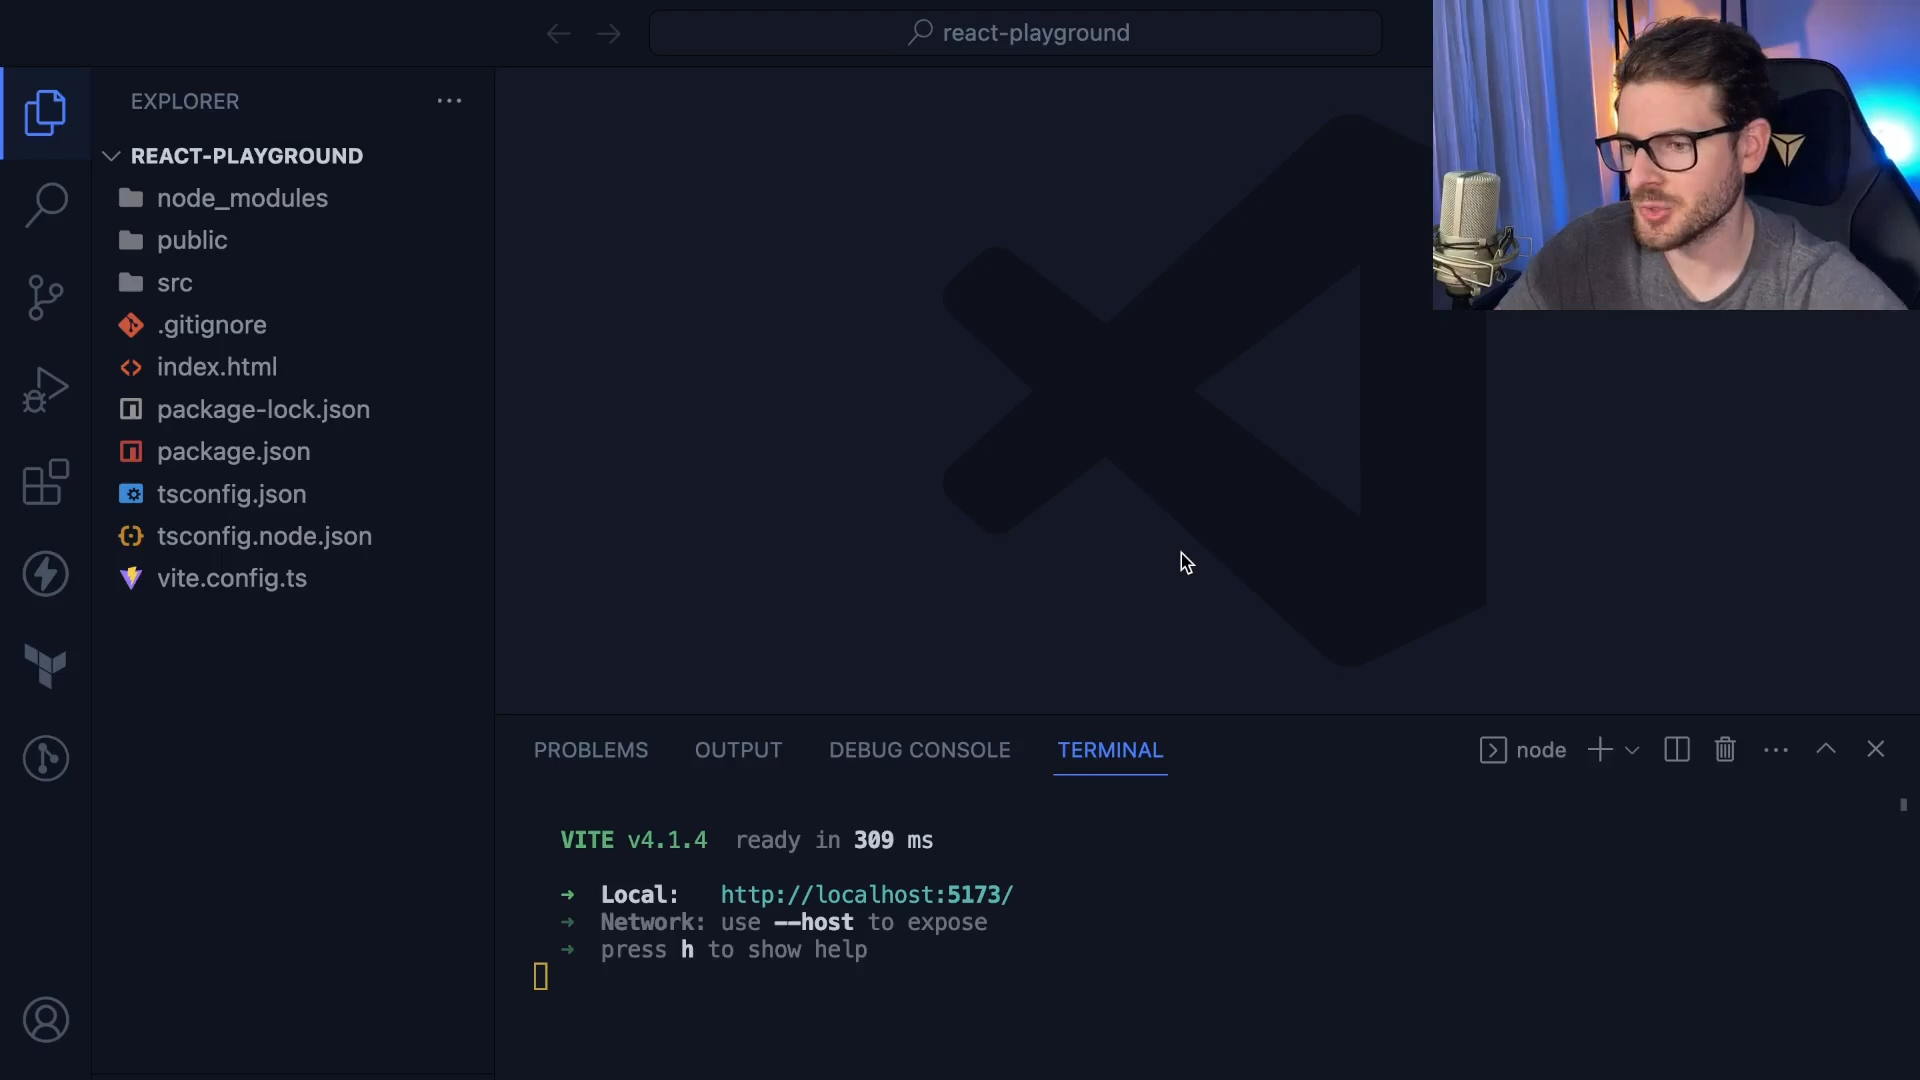 react-playground
EXPLORER
REACT-PLAYGROUND
node_modules
public
src
.gitignore
index.html
package-lock.json
package.json
tsconfig.json
tsconfig.node.json
vite.config.ts
PROBLEMS OUTPUT DEBUG CONSOLE TERMINAL node
VITE v4.1.4 ready in 309 ms
➜ Local: http://localhost:5173/
➜ Network: use --host to expose
➜ press h to show help